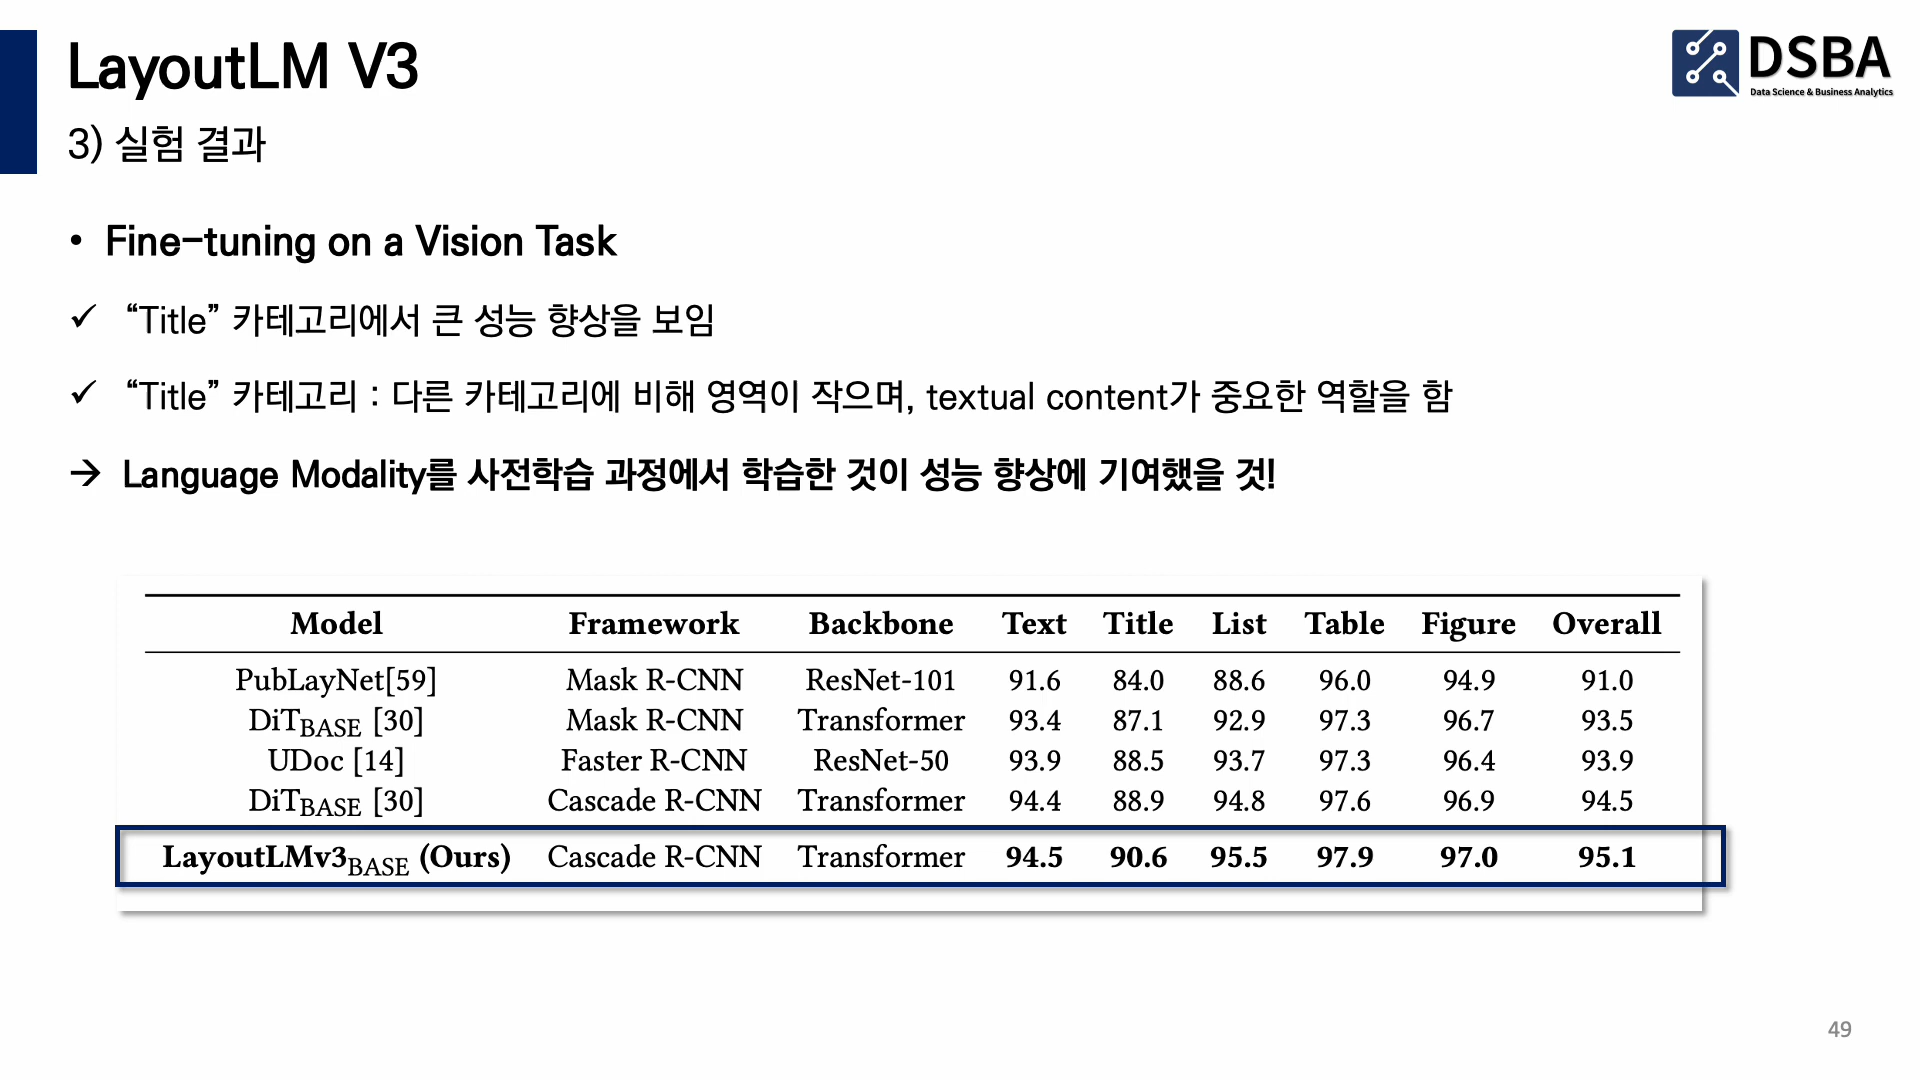 LayoutLM V3
DSBA
Data Science & Business Analytics
3) 실험 결과
• Fine-tuning on a Vision Task
✓ “Title” 카테고리에서 큰 성능 향상을 보임
✓ “Title” 카테고리 : 다른 카테고리에 비해 영역이 작으며, textual content가 중요한 역할을 함
→ Language Modality를 사전학습 과정에서 학습한 것이 성능 향상에 기여했을 것!
Model Framework Backbone Text Title List Table Figure Overall
PubLayNet[59] Mask R-CNN ResNet-101 91.6 84.0 88.6 96.0 94.9 91.0
DiTBASE [30] Mask R-CNN Transformer 93.4 87.1 92.9 97.3 96.7 93.5
UDoc [14] Faster R-CNN ResNet-50 93.9 88.5 93.7 97.3 96.4 93.9
DiTBASE [30] Cascade R-CNN Transformer 94.4 88.9 94.8 97.6 96.9 94.5
LayoutLMv3BASE (Ours) Cascade R-CNN Transformer 94.5 90.6 95.5 97.9 97.0 95.1
49